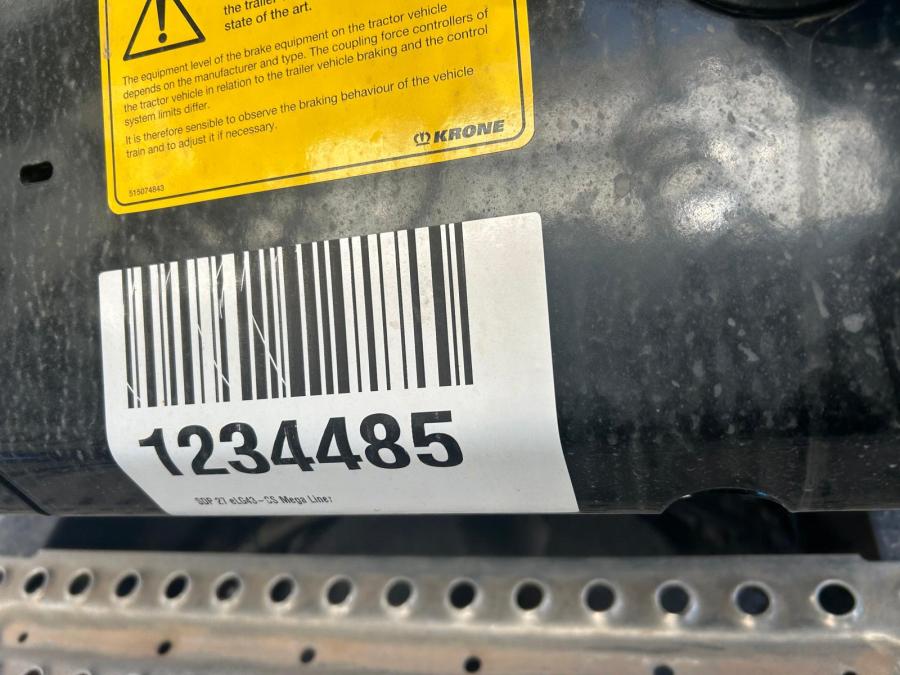 the trailer
state of the art.
The equipment level of the brake equipment on the tractor vehicle
depends on the manufacturer and type. The coupling force controllers of
the tractor vehicle in relation to the trailer vehicle braking and the control
system limits differ.
It is therefore sensible to observe the braking behaviour of the vehicle
train and to adjust it if necessary.
KRONE
515074843
1234485
SDP 27 eLG43-CS Mega Liner